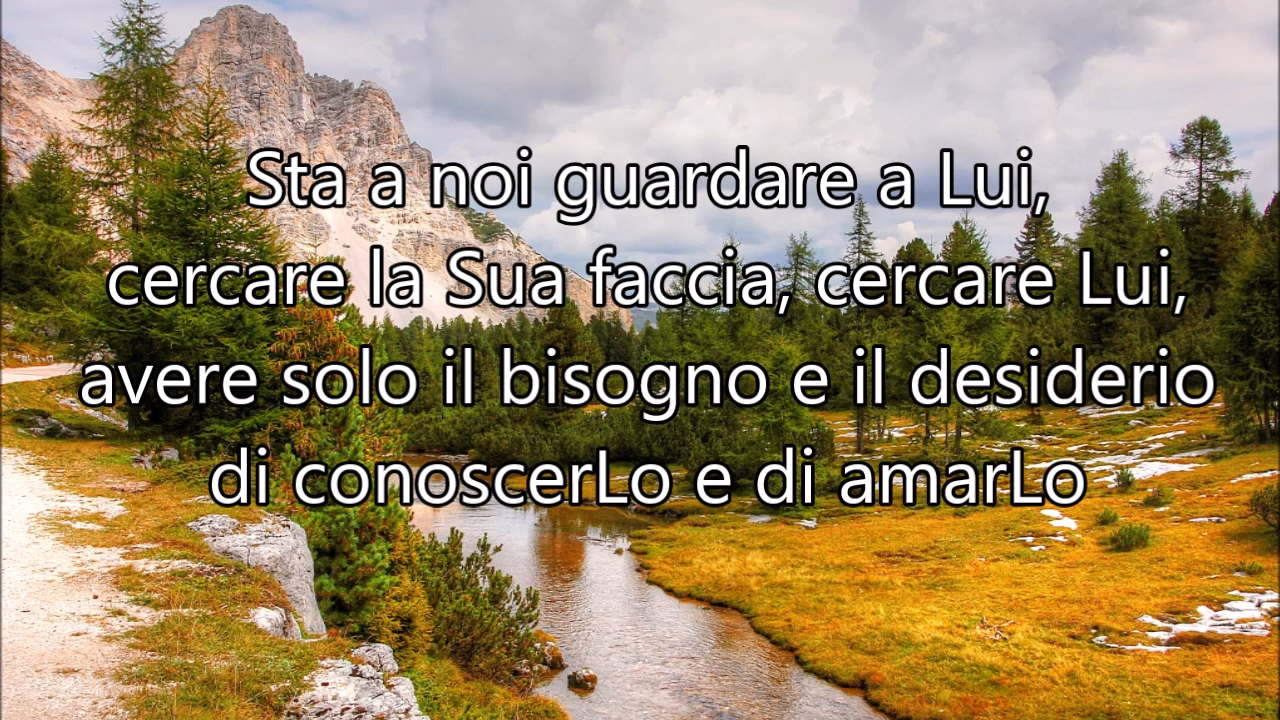 Sta a noi guardare a Lui,
cercare la Sua faccia, cercare Lui,
avere solo il bisogno e il desiderio
di conoscerLo e di amarLo